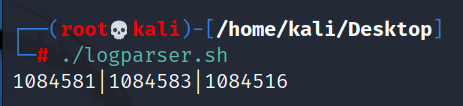 ┌──(root💀kali)-[/home/kali/Desktop]
└─# ./logparser.sh
1084581|1084583|1084516